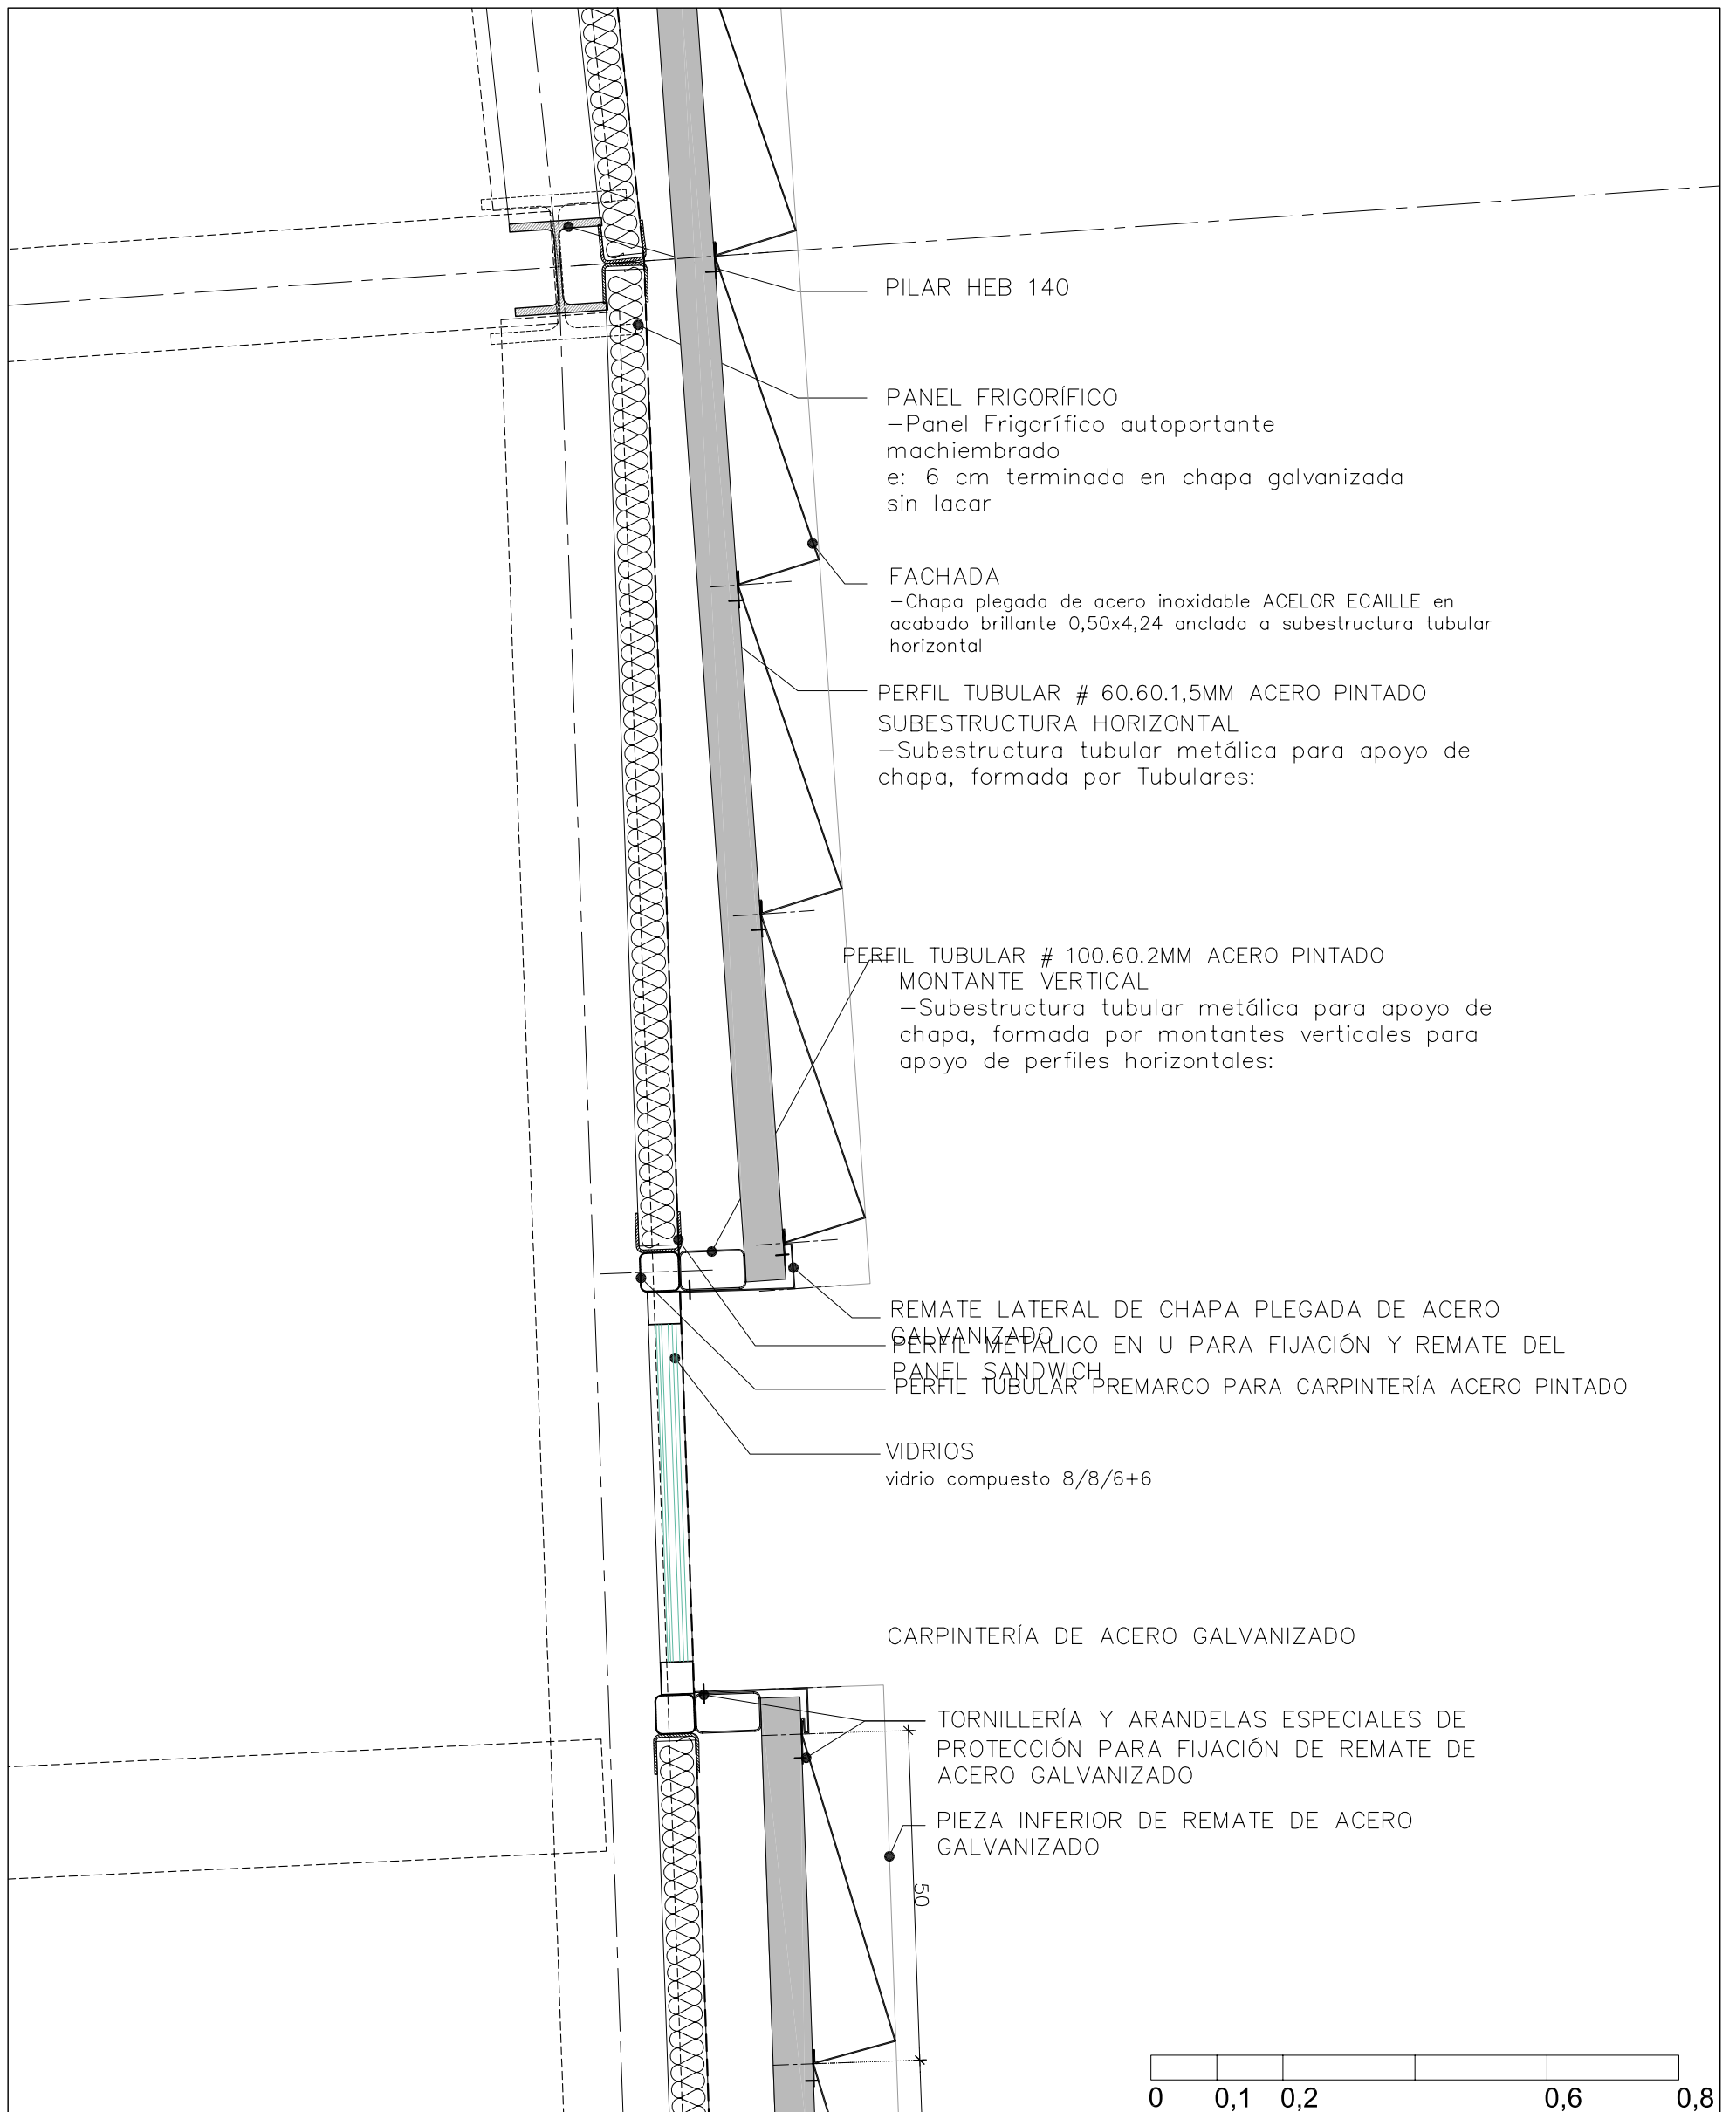 PILAR HEB 140
PANEL FRIGORÍFICO
-Panel Frigorífico autoportante
machiembrado
e: 6 cm terminada en chapa galvanizada
sin lacar
FACHADA
-Chapa plegada de acero inoxidable ACELOR ECAILLE en
acabado brillante 0,50x4,24 anclada a subestructura tubular
horizontal
PERFIL TUBULAR # 60.60.1,5MM ACERO PINTADO
SUBESTRUCTURA HORIZONTAL
-Subestructura tubular metálica para apoyo de
chapa, formada por Tubulares:
PERFIL TUBULAR # 100.60.2MM ACERO PINTADO
MONTANTE VERTICAL
-Subestructura tubular metálica para apoyo de
chapa, formada por montantes verticales para
apoyo de perfiles horizontales:
REMATE LATERAL DE CHAPA PLEGADA DE ACERO
GALVANIZADO
PERFIL METÁLICO EN U PARA FIJACIÓN Y REMATE DEL
PANEL SANDWICH
PERFIL TUBULAR PREMARCO PARA CARPINTERÍA ACERO PINTADO
VIDRIOS
vidrio compuesto 8/8/6+6
CARPINTERÍA DE ACERO GALVANIZADO
TORNILLERÍA Y ARANDELAS ESPECIALES DE
PROTECCIÓN PARA FIJACIÓN DE REMATE DE
ACERO GALVANIZADO
PIEZA INFERIOR DE REMATE DE ACERO
GALVANIZADO
50
0 0,1 0,2 0,6 0,8